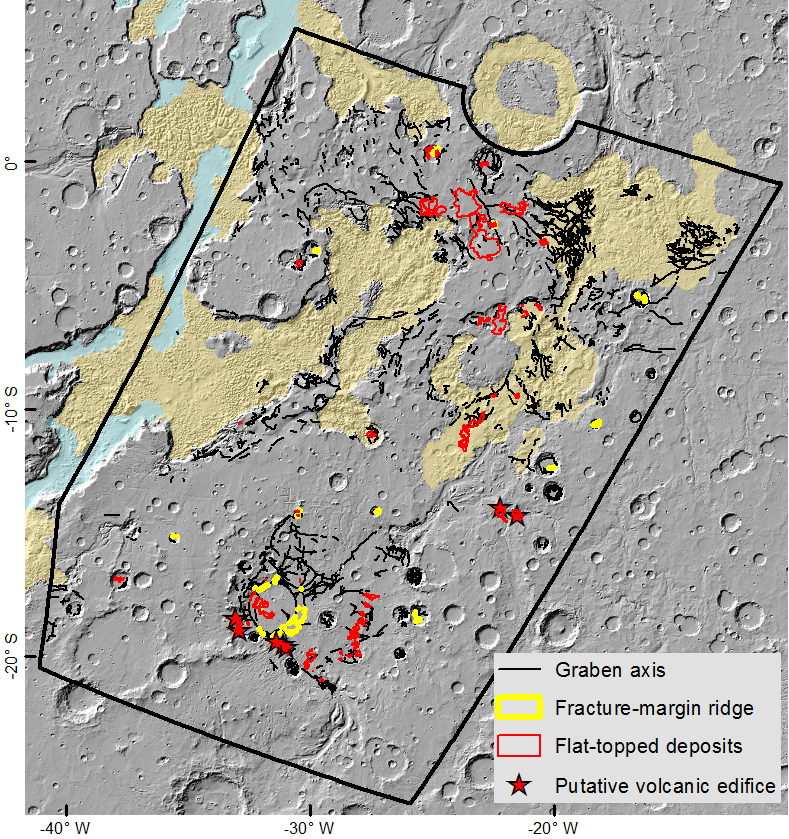 0°
-10° S
-20° S
Graben axis
Fracture-margin ridge
Flat-topped deposits
Putative volcanic edifice
-40° W
-30° W
-20° W